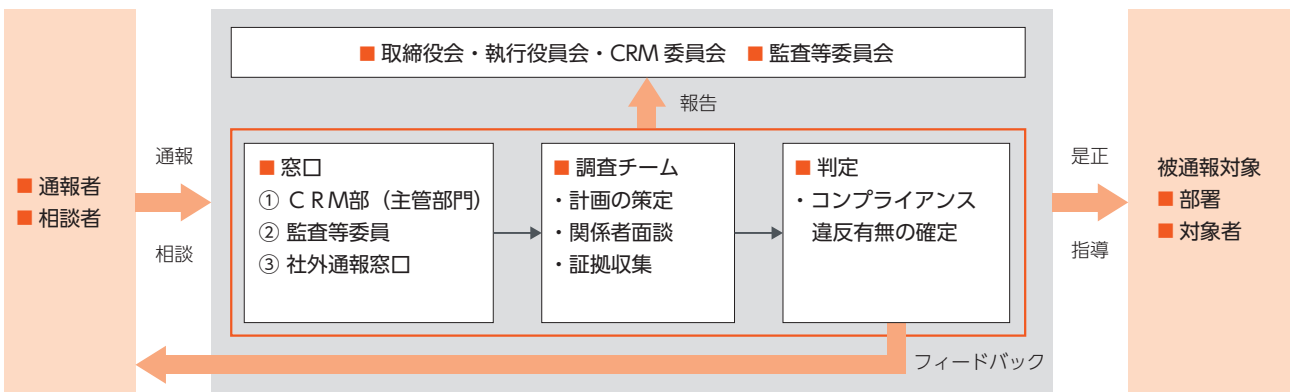 ■ 取締役会・執行役員会・CRM 委員会 ■ 監査等委員会
報告
■ 通報者
■ 相談者
通報
相談
■ 窓口
① ＣＲＭ部（主管部門）
② 監査等委員
③ 社外通報窓口
■ 調査チーム
・計画の策定
・関係者面談
・証拠収集
■ 判定
・コンプライアンス
違反有無の確定
是正
指導
被通報対象
■ 部署
■ 対象者
フィードバック